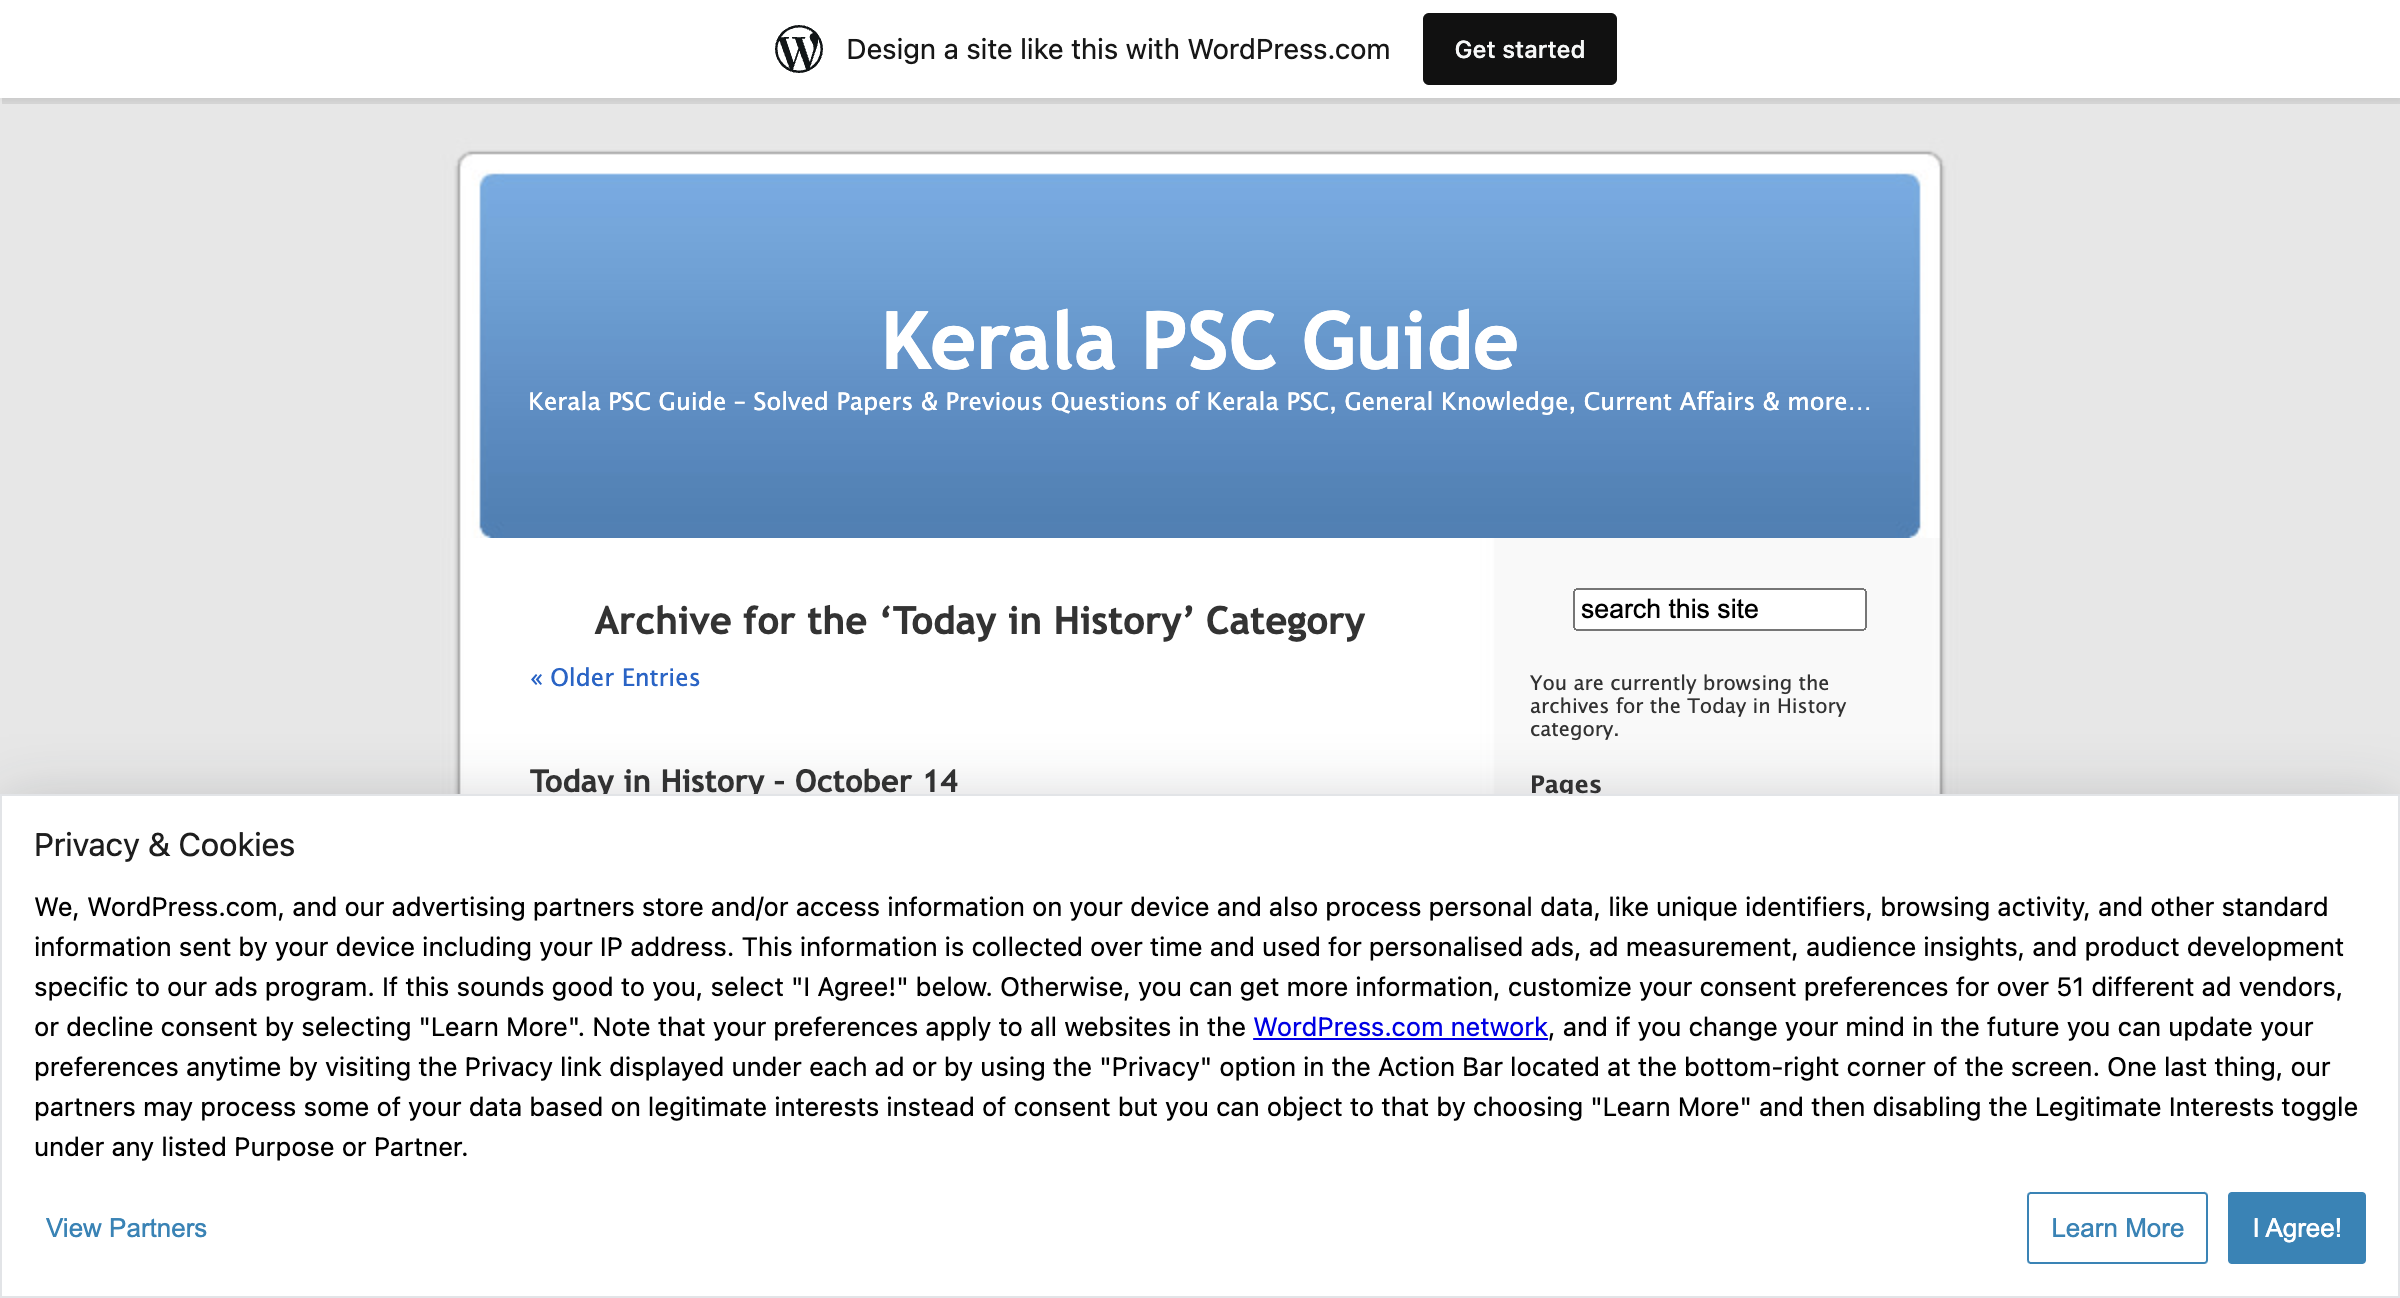 Design a site like this with WordPress.com
Get started
Kerala PSC Guide
Kerala PSC Guide – Solved Papers & Previous Questions of Kerala PSC, General Knowledge, Current Affairs & more…
Archive for the ‘Today in History’ Category
« Older Entries
Today in History – October 14
search this site
You are currently browsing the
archives for the Today in History
category.
Pages
Privacy & Cookies
We, WordPress.com, and our advertising partners store and/or access information on your device and also process personal data, like unique identifiers, browsing activity, and other standard
information sent by your device including your IP address. This information is collected over time and used for personalised ads, ad measurement, audience insights, and product development
specific to our ads program. If this sounds good to you, select "I Agree!" below. Otherwise, you can get more information, customize your consent preferences for over 51 different ad vendors,
or decline consent by selecting "Learn More". Note that your preferences apply to all websites in the WordPress.com network, and if you change your mind in the future you can update your
preferences anytime by visiting the Privacy link displayed under each ad or by using the "Privacy" option in the Action Bar located at the bottom-right corner of the screen. One last thing, our
partners may process some of your data based on legitimate interests instead of consent but you can object to that by choosing "Learn More" and then disabling the Legitimate Interests toggle
under any listed Purpose or Partner.
View Partners
Learn More
I Agree!